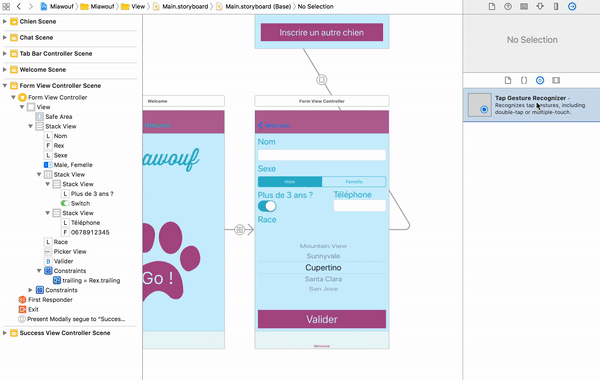 Miawouf
Miawouf
View
Main.storyboard
Main.storyboard (Base)
No Selection
Chien Scene
Chat Scene
Tab Bar Controller Scene
Welcome Scene
Form View Controller Scene
Form View Controller
View
Safe Area
Stack View
Nom
Rex
Sexe
Male, Femelle
Stack View
Stack View
Plus de 3 ans ?
Switch
Stack View
Téléphone
0678912345
Race
Picker View
Valider
Constraints
trailing = Rex.trailing
Constraints
First Responder
Exit
Present Modally segue to "Succes...
Success View Controller Scene
Inscrire un autre chien
Welcome
awouf
Go !
Form View Controller
Nom
Sexe
Male
Femelle
Plus de 3 ans ?
Téléphone
Race
Mountain View
Sunnyvale
Cupertino
Santa Clara
San Jose
Valider
Welcome
No Selection
Tap Gesture Recognizer -
Recognizes tap gestures, including
double-tap or multiple-touch.